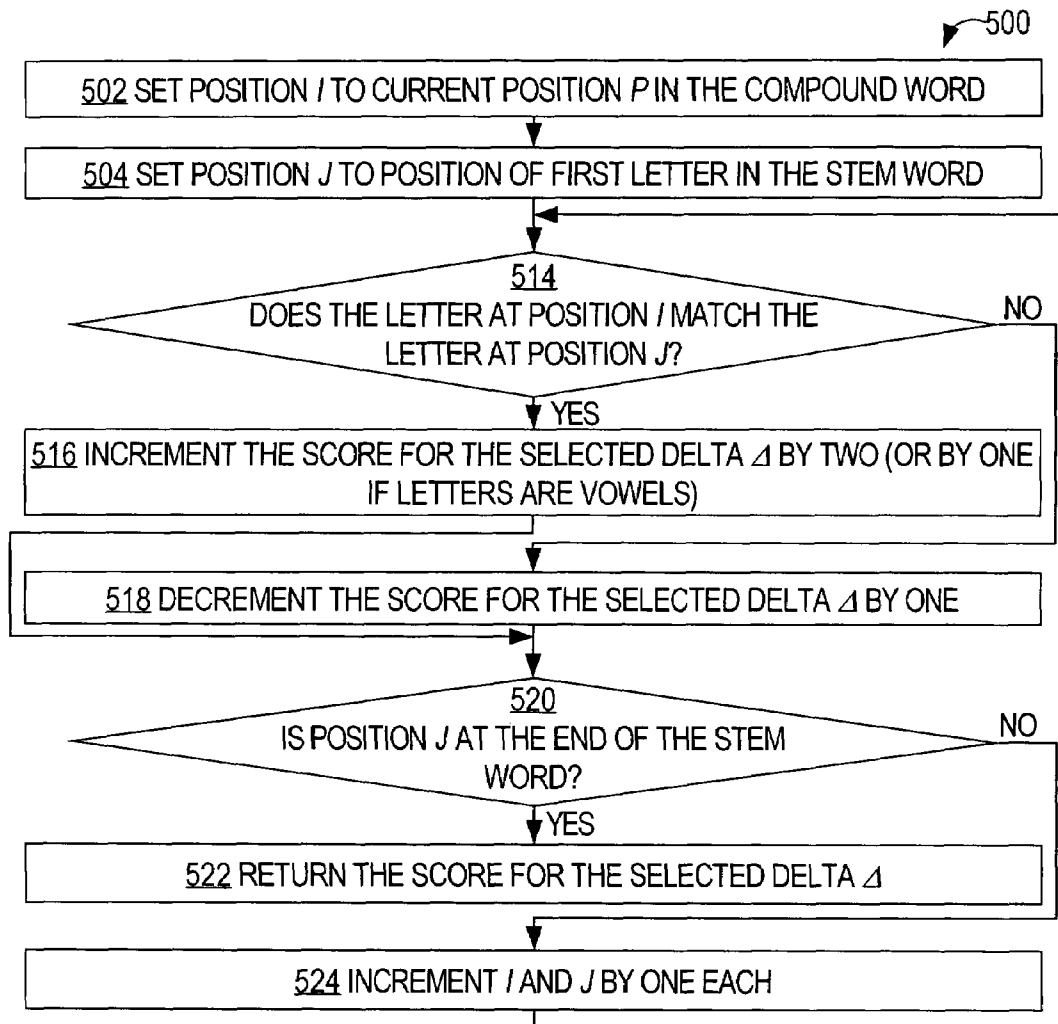 500
502 SET POSITION I TO CURRENT POSITION P IN THE COMPOUND WORD
504 SET POSITION J TO POSITION OF FIRST LETTER IN THE STEM WORD
514
DOES THE LETTER AT POSITION I MATCH THE
LETTER AT POSITION J?
NO
YES
516 INCREMENT THE SCORE FOR THE SELECTED DELTA Δ BY TWO (OR BY ONE
IF LETTERS ARE VOWELS)
518 DECREMENT THE SCORE FOR THE SELECTED DELTA Δ BY ONE
520
IS POSITION J AT THE END OF THE STEM
WORD?
NO
YES
522 RETURN THE SCORE FOR THE SELECTED DELTA Δ
524 INCREMENT I AND J BY ONE EACH